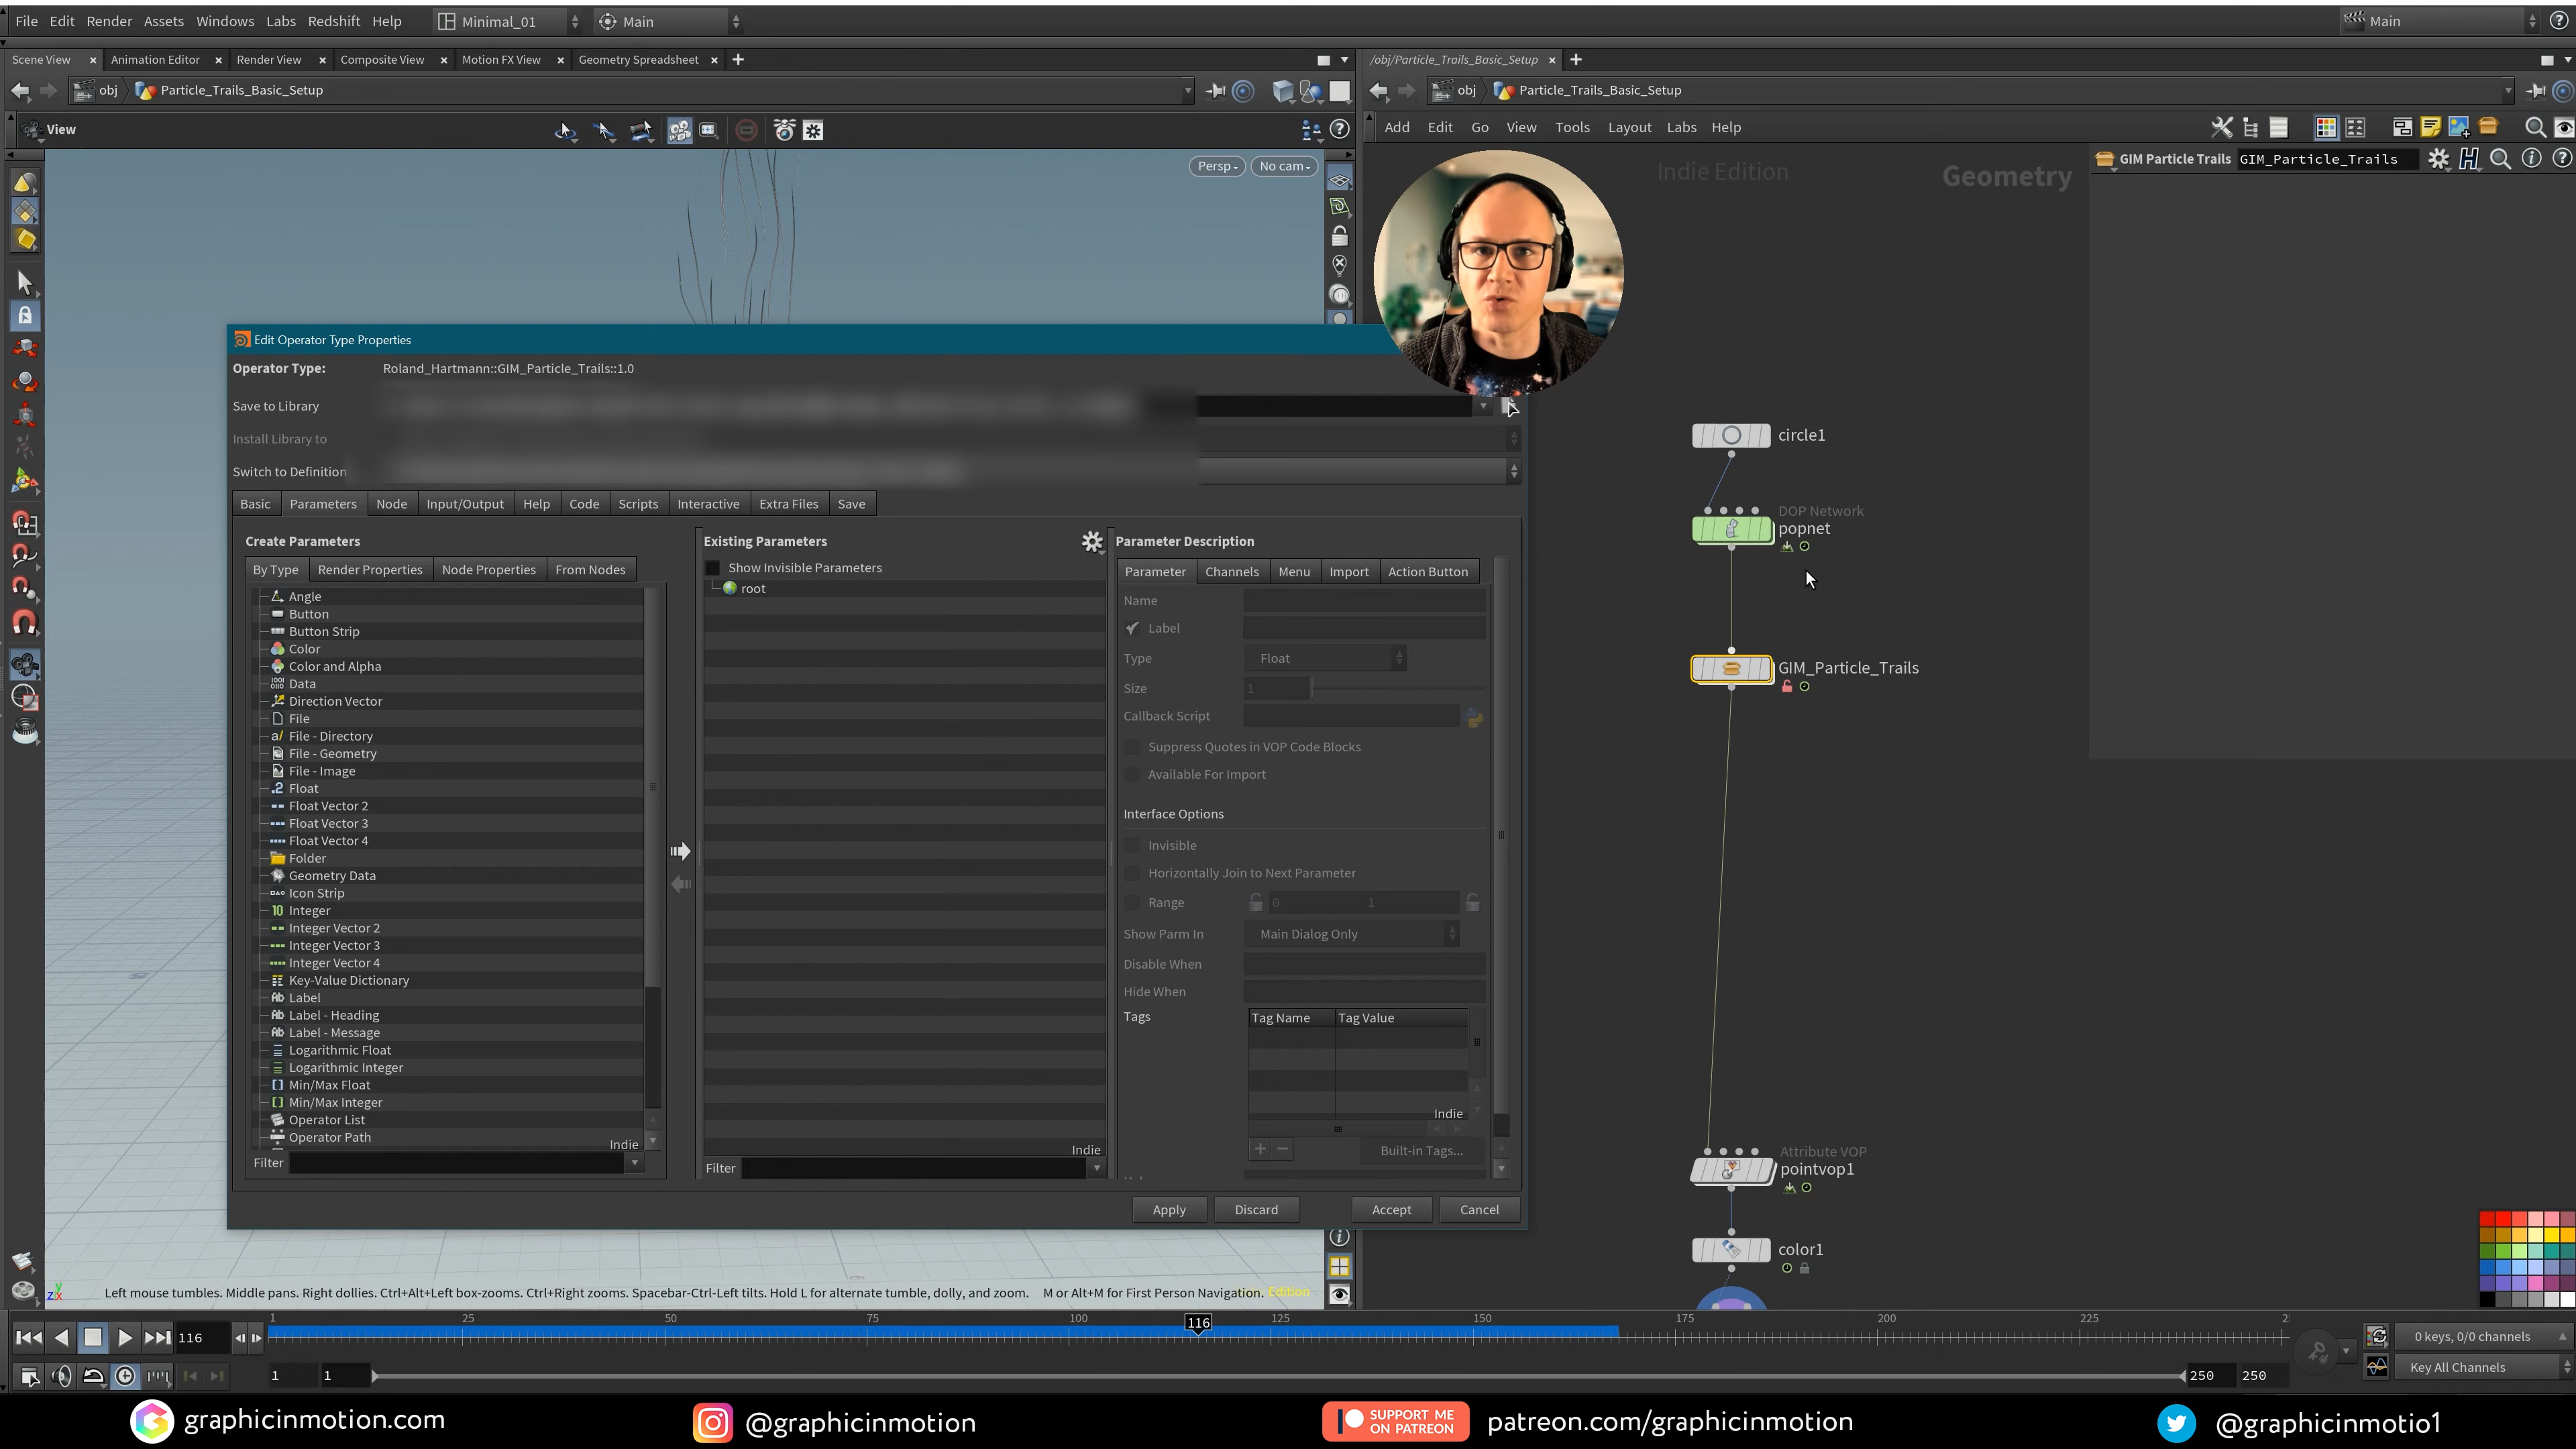 File Edit Render Assets Windows Labs Redshift Help Minimal_01 Main Main
Scene View Animation Editor Render View Composite View Motion FX View Geometry Spreadsheet
/obj/Particle_Trails_Basic_Setup
obj Particle_Trails_Basic_Setup
obj Particle_Trails_Basic_Setup
View
Add Edit Go View Tools Layout Labs Help
Persp No cam
Indie Edition
Geometry
GIM Particle Trails GIM_Particle_Trails
Edit Operator Type Properties
Operator Type: Roland_Hartmann::GIM_Particle_Trails::1.0
Save to Library
Install Library to
Switch to Definition
Basic Parameters Node Input/Output Help Code Scripts Interactive Extra Files Save
Create Parameters
By Type Render Properties Node Properties From Nodes
Angle
Button
Button Strip
Color
Color and Alpha
Data
Direction Vector
File
File - Directory
File - Geometry
File - Image
Float
Float Vector 2
Float Vector 3
Float Vector 4
Folder
Geometry Data
Icon Strip
Integer
Integer Vector 2
Integer Vector 3
Integer Vector 4
Key-Value Dictionary
Label
Label - Heading
Label - Message
Logarithmic Float
Logarithmic Integer
Min/Max Float
Min/Max Integer
Operator List
Operator Path
Indie
Filter
Existing Parameters
Show Invisible Parameters
root
Indie
Filter
Parameter Description
Parameter Channels Menu Import Action Button
Name
Label
Type Float
Size 1
Callback Script
Suppress Quotes in VOP Code Blocks
Available For Import
Interface Options
Invisible
Horizontally Join to Next Parameter
Range 0 1
Show Parm In Main Dialog Only
Disable When
Hide When
Tags Tag Name Tag Value
Indie
Built-in Tags...
Apply Discard Accept Cancel
circle1
DOP Network
popnet
GIM_Particle_Trails
Attribute VOP
pointvop1
color1
Left mouse tumbles. Middle pans. Right dollies. Ctrl+Alt+Left box-zooms. Ctrl+Right zooms. Spacebar-Ctrl-Left tilts. Hold L for alternate tumble, dolly, and zoom. M or Alt+M for First Person Navigation. Edition
z x y
116 1 25 50 75 100 116 125 150 175 200 225 2
0 keys, 0/0 channels
1 1 250 250 Key All Channels
graphicinmotion.com @graphicinmotion SUPPORT ME ON PATREON patreon.com/graphicinmotion @graphicinmotio1